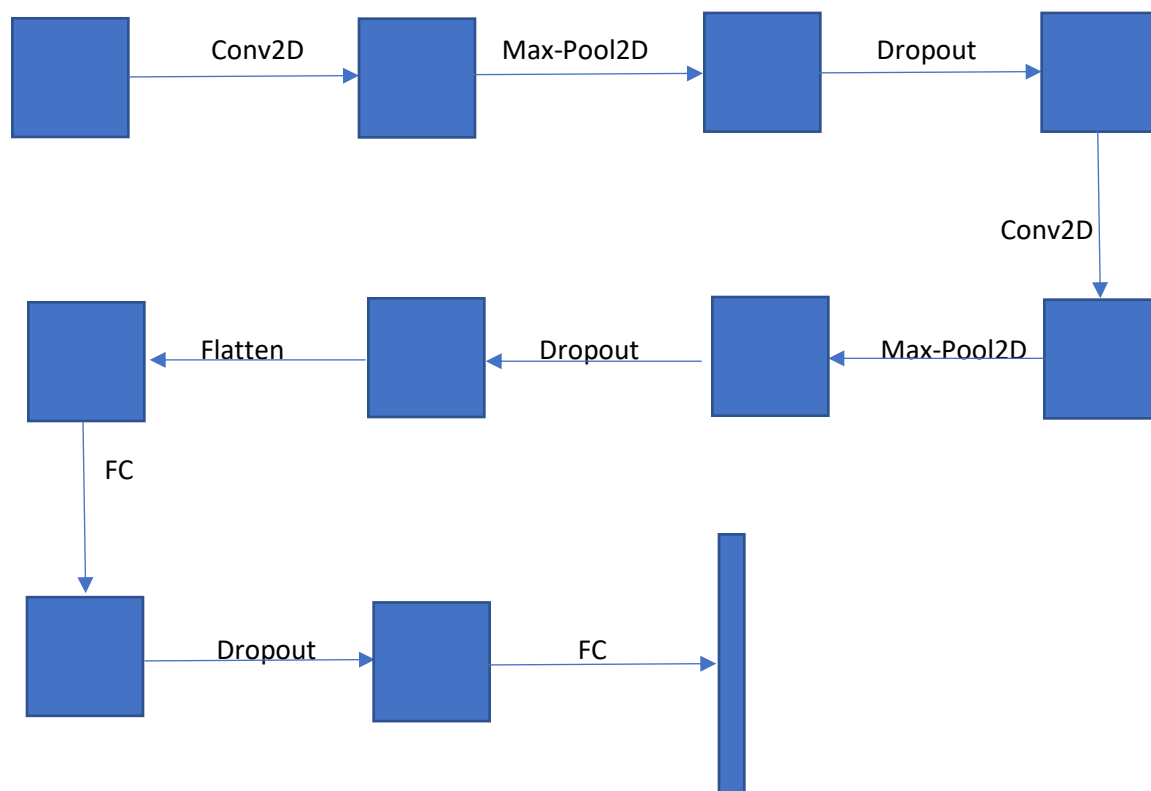 Conv2D
Max-Pool2D
Dropout
Conv2D
Flatten
Dropout
Max-Pool2D
FC
Dropout
FC